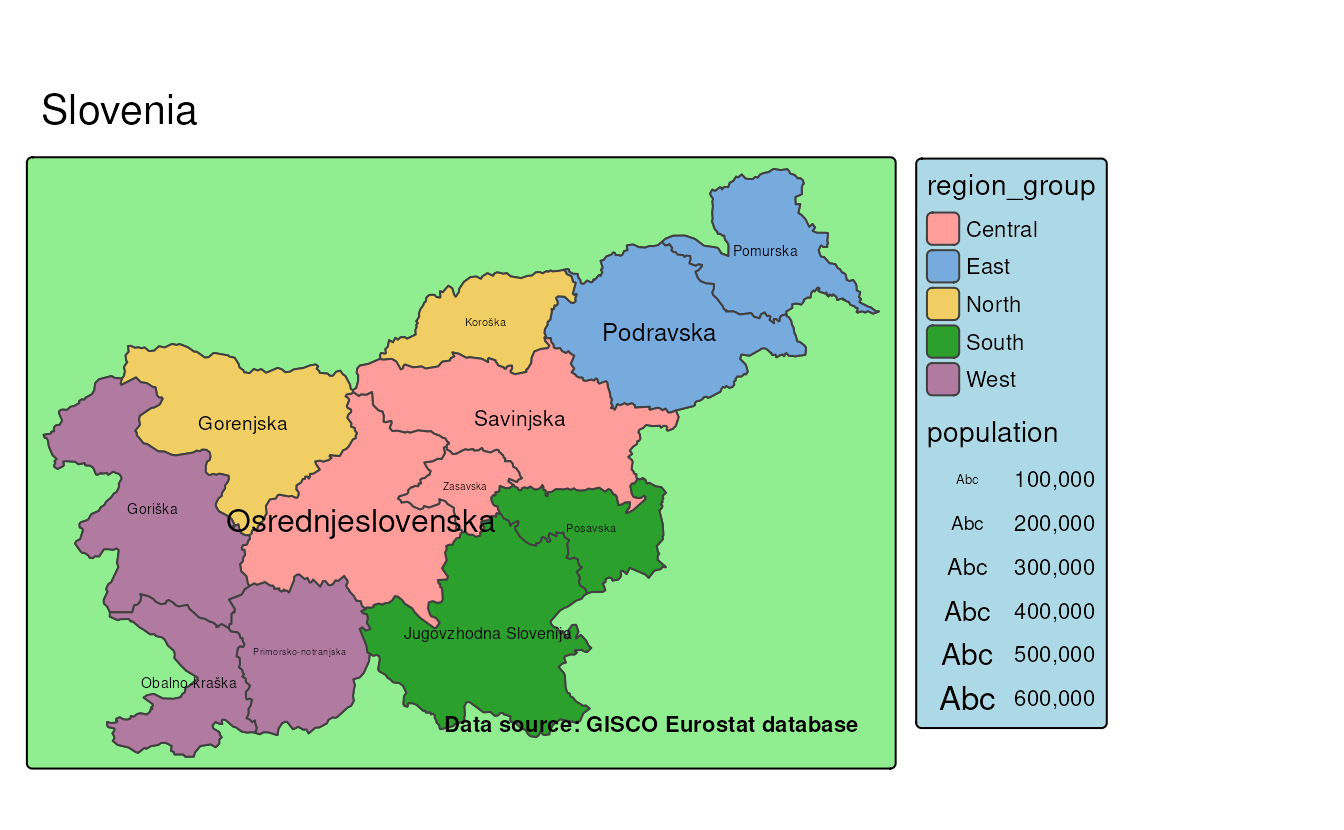 Slovenia
Pomurska
Koroška
Podravska
Gorenjska
Savinjska
Zasavska
Goriška
Osrednjeslovenska
Posavska
Jugovzhodna Slovenija
Primorsko-notranjska
Obalno-kraška
Data source: GISCO Eurostat database
region_group
Central
East
North
South
West
population
Abc 100,000
Abc 200,000
Abc 300,000
Abc 400,000
Abc 500,000
Abc 600,000